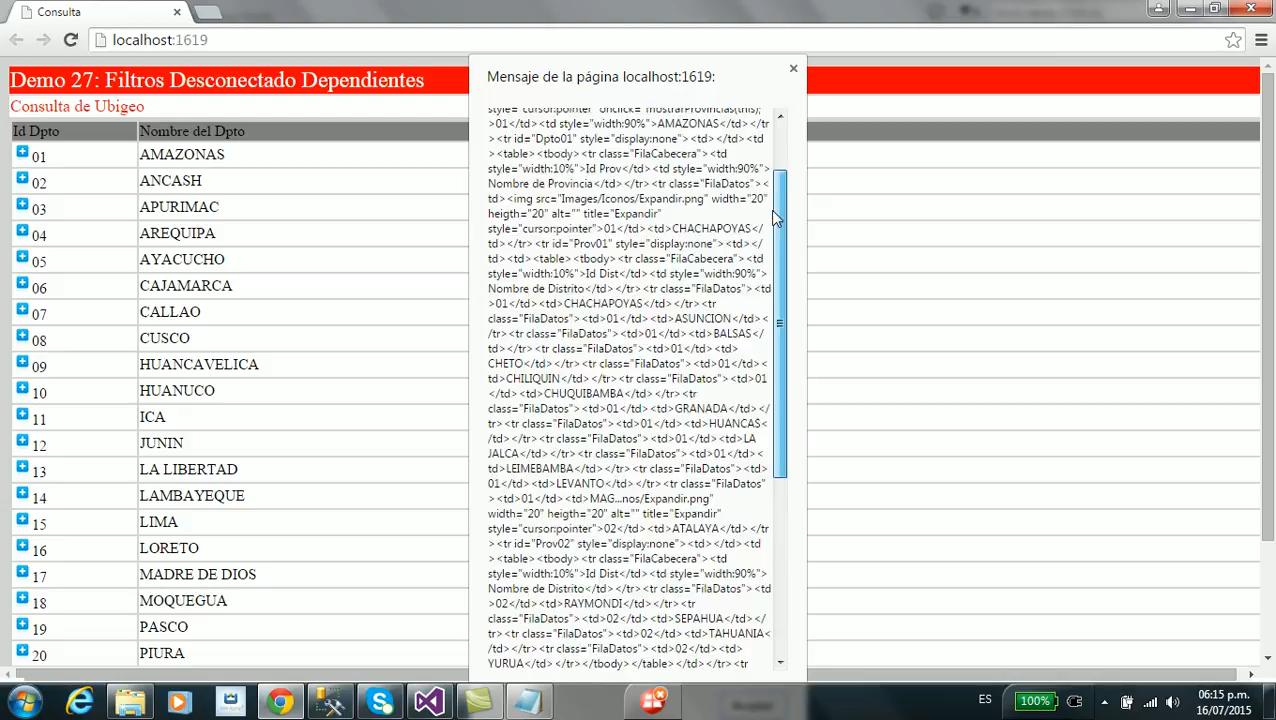 Consulta
localhost:1619
Demo 27: Filtros Desconectado Dependientes
Consulta de Ubigeo
Id Dpto Nombre del Dpto
01 AMAZONAS
02 ANCASH
03 APURIMAC
04 AREQUIPA
05 AYACUCHO
06 CAJAMARCA
07 CALLAO
08 CUSCO
09 HUANCAVELICA
10 HUANUCO
11 ICA
12 JUNIN
13 LA LIBERTAD
14 LAMBAYEQUE
15 LIMA
16 LORETO
17 MADRE DE DIOS
18 MOQUEGUA
19 PASCO
20 PIURA
Mensaje de la página localhost:1619:
style="cursor:pointer" onclick="mostrarProvincias(this);"
>01</td><td style="width:90%">AMAZONAS</td></tr
><tr id="Dpto01" style="display:none"><td></td><td
><table><tbody><tr class="FilaCabecera"><td
style="width:10%">Id Prov</td><td style="width:90%">
Nombre de Provincia</td></tr><tr class="FilaDatos"><
td><img src="Images/Iconos/Expandir.png" width="20"
heigth="20" alt="" title="Expandir"
style="cursor:pointer">01</td><td>CHACHAPOYAS</
td></tr><tr id="Prov01" style="display:none"><td></
td><td><table><tbody><tr class="FilaCabecera"><td
style="width:10%">Id Dist</td><td style="width:90%">
Nombre de Distrito</td></tr><tr class="FilaDatos"><td
>01</td><td>CHACHAPOYAS</td></tr><tr
class="FilaDatos"><td>01</td><td>ASUNCION</td><
/tr><tr class="FilaDatos"><td>01</td><td>BALSAS</
td></tr><tr class="FilaDatos"><td>01</td><td>
CHETO</td></tr><tr class="FilaDatos"><td>01</td><
td>CHILIQUIN</td></tr><tr class="FilaDatos"><td>01
</td><td>CHUQUIBAMBA</td></tr><tr
class="FilaDatos"><td>01</td><td>GRANADA</td></
tr><tr class="FilaDatos"><td>01</td><td>HUANCAS<
/td></tr><tr class="FilaDatos"><td>01</td><td>LA
JALCA</td></tr><tr class="FilaDatos"><td>01</td><
td>LEIMEBAMBA</td></tr><tr class="FilaDatos"><td>
01</td><td>LEVANTO</td></tr><tr class="FilaDatos"
><td>01</td><td>MAG...nos/Expandir.png"
width="20" heigth="20" alt="" title="Expandir"
style="cursor:pointer">02</td><td>ATALAYA</td></tr
><tr id="Prov02" style="display:none"><td></td><td
><table><tbody><tr class="FilaCabecera"><td
style="width:10%">Id Dist</td><td style="width:90%">
Nombre de Distrito</td></tr><tr class="FilaDatos"><td
>02</td><td>RAYMONDI</td></tr><tr
class="FilaDatos"><td>02</td><td>SEPAHUA</td></
tr><tr class="FilaDatos"><td>02</td><td>TAHUANIA<
/td></tr><tr class="FilaDatos"><td>02</td><td>
YURUA</td></tr></tbody></table></td></tr><tr
Aceptar
ES
100%
06:15 p.m.
16/07/2015